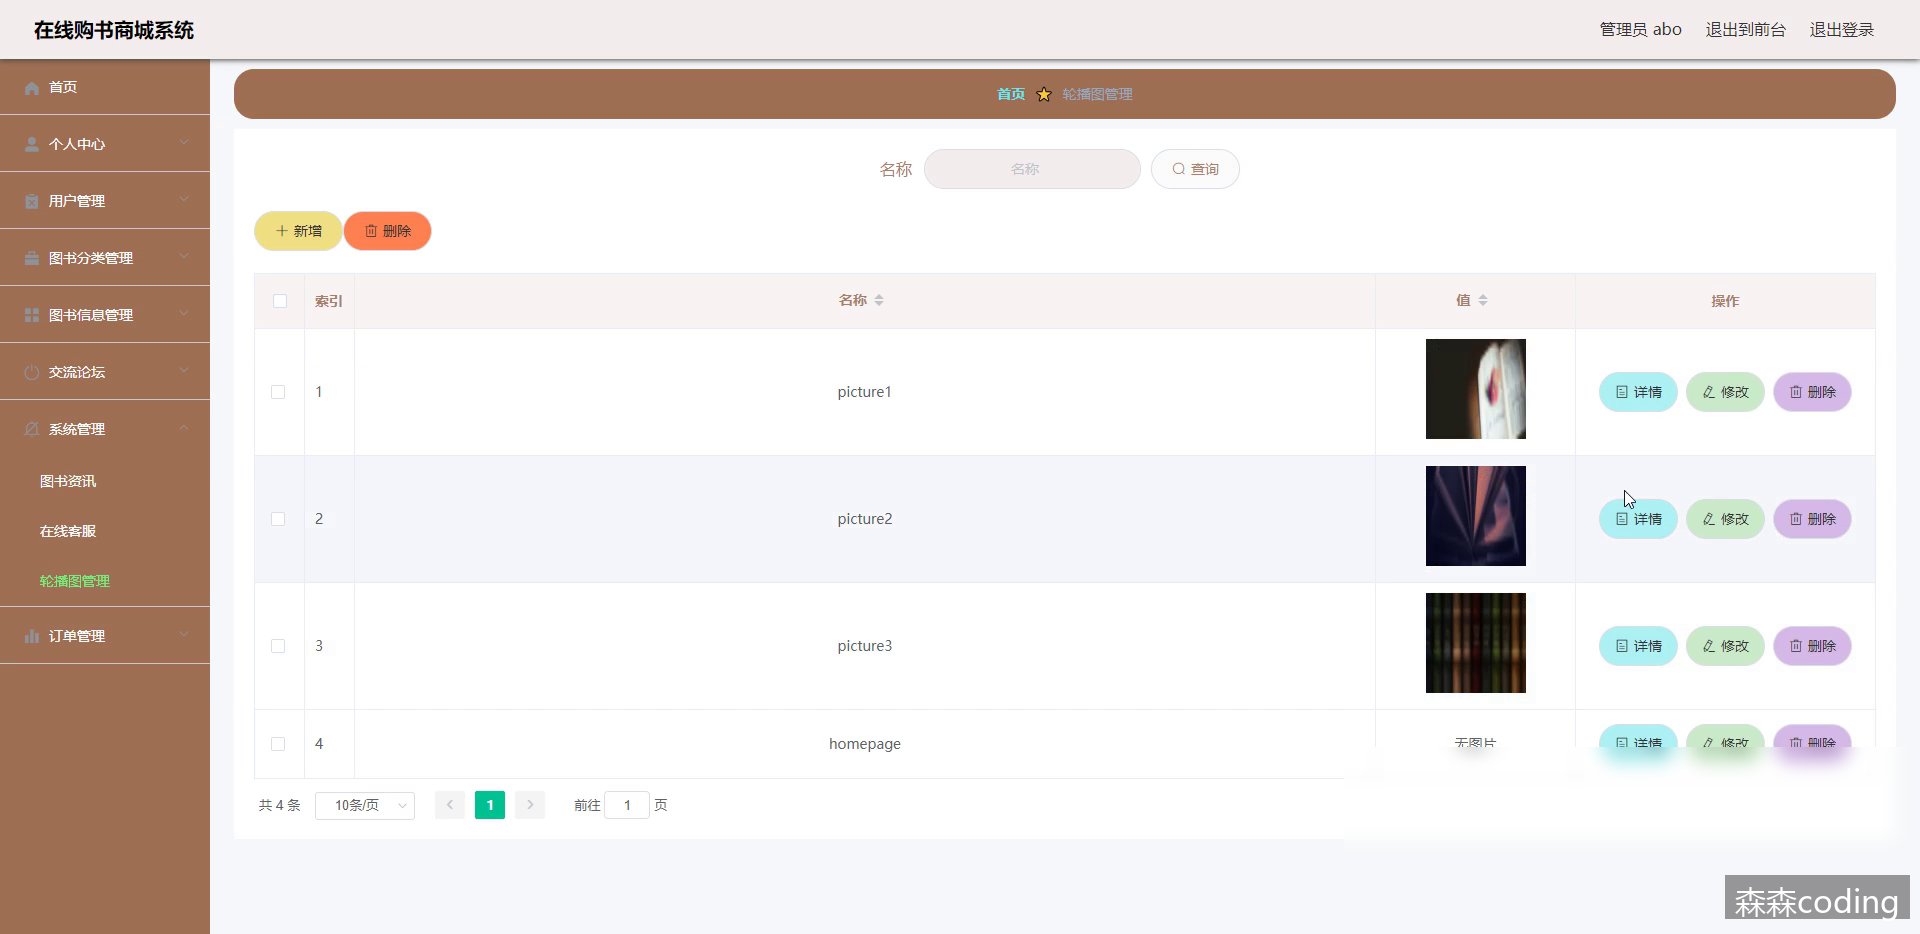 在线购书商城系统
管理员 abo 退出到前台 退出登录
首页
个人中心
用户管理
图书分类管理
图书信息管理
交流论坛
系统管理
图书资讯
在线客服
轮播图管理
订单管理
首页 轮播图管理
名称 名称 查询
新增 删除
索引 名称 值 操作
1 picture1 详情 修改 删除
2 picture2 详情 修改 删除
3 picture3 详情 修改 删除
4 homepage 无图片 详情 修改 删除
共 4 条 10条/页 1 前往 1 页
森森coding